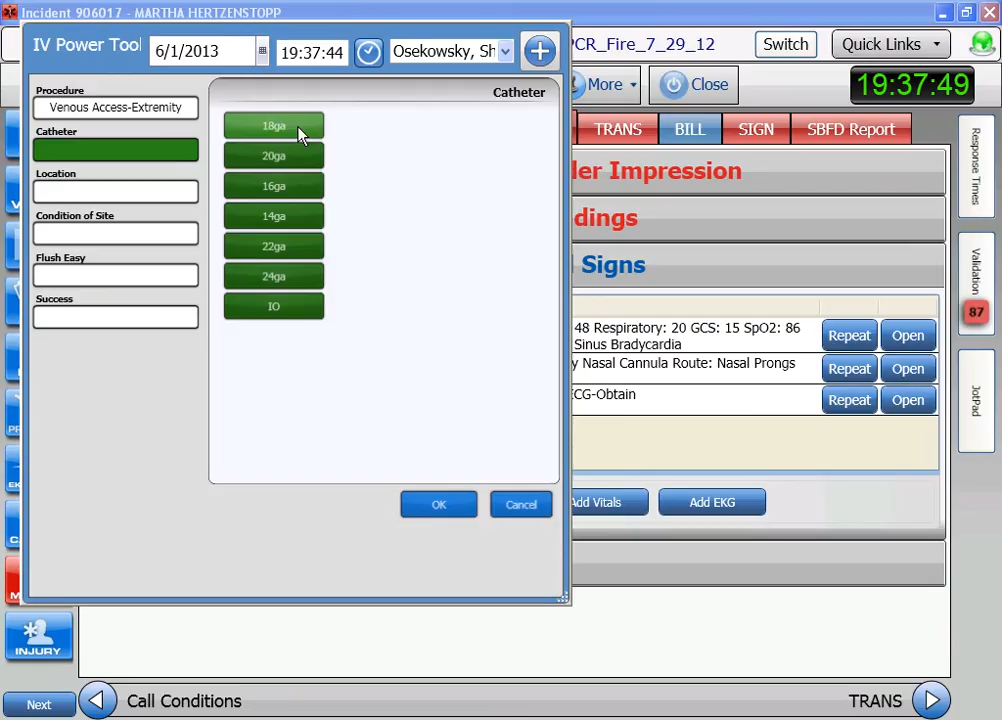 Incident 906017 - MARTHA HERTZENSTOPP
IV Power Tool
6/1/2013
19:37:44
Osekowsky, Sh
PCR_Fire_7_29_12
Switch
Quick Links
More
Close
19:37:49
TRANS
BILL
SIGN
SBFD Report
Procedure
Venous Access-Extremity
Catheter
Location
Condition of Site
Flush Easy
Success
Catheter
18ga
20ga
16ga
14ga
22ga
24ga
IO
OK
Cancel
ler Impression
dings
Signs
48 Respiratory: 20 GCS: 15 SpO2: 86
Sinus Bradycardia
Repeat
Open
y Nasal Cannula Route: Nasal Prongs
Repeat
Open
ECG-Obtain
Repeat
Open
Add Vitals
Add EKG
Response Times
Validation
87
JotPad
INJURY
Next
Call Conditions
TRANS